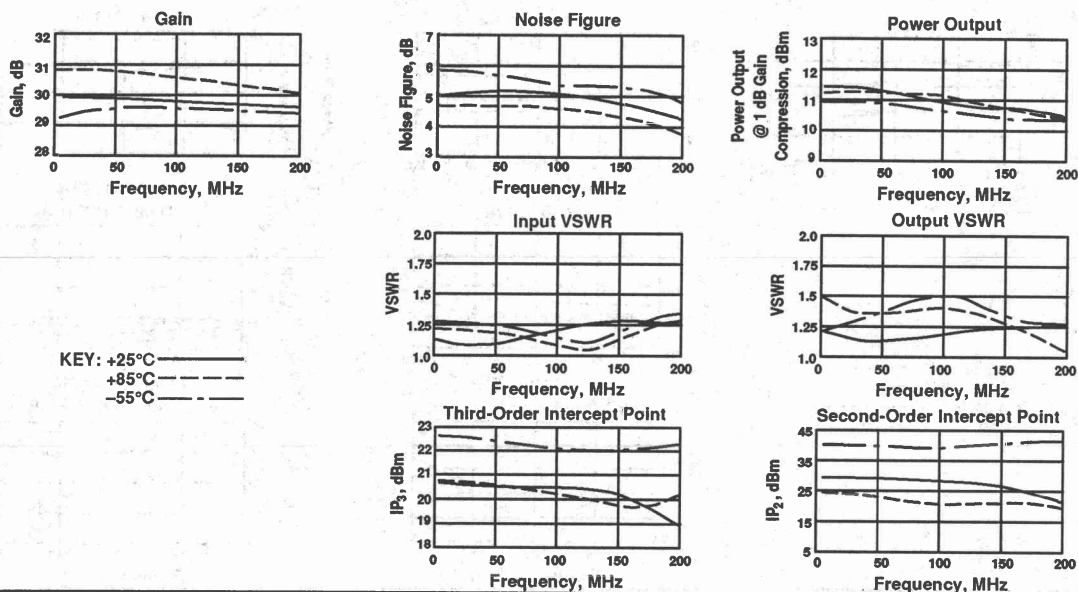 Gain
Gain, dB
32
31
30
29
28
0 50 100 150 200
Frequency, MHz
Noise Figure
Noise Figure, dB
7
6
5
4
3
0 50 100 150 200
Frequency, MHz
Power Output
Power Output
@ 1 dB Gain
Compression, dBm
13
12
11
10
9
0 50 100 150 200
Frequency, MHz
Input VSWR
VSWR
2.0
1.75
1.5
1.25
1.0
0 50 100 150 200
Frequency, MHz
Output VSWR
VSWR
2.0
1.75
1.5
1.25
1.0
0 50 100 150 200
Frequency, MHz
KEY: +25°C
+85°C
–55°C
Third-Order Intercept Point
IP3, dBm
23
22
21
20
19
18
0 50 100 150 200
Frequency, MHz
Second-Order Intercept Point
IP2, dBm
45
35
25
15
5
0 50 100 150 200
Frequency, MHz